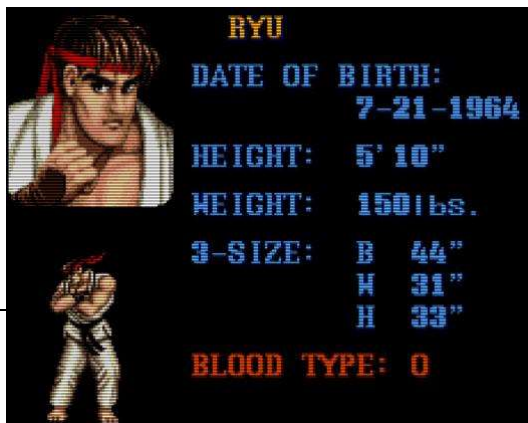 RYU
DATE OF BIRTH:
7-21-1964
HEIGHT: 5'10"
WEIGHT: 150lbs.
3-SIZE: B 44"
W 31"
H 33"
BLOOD TYPE: O